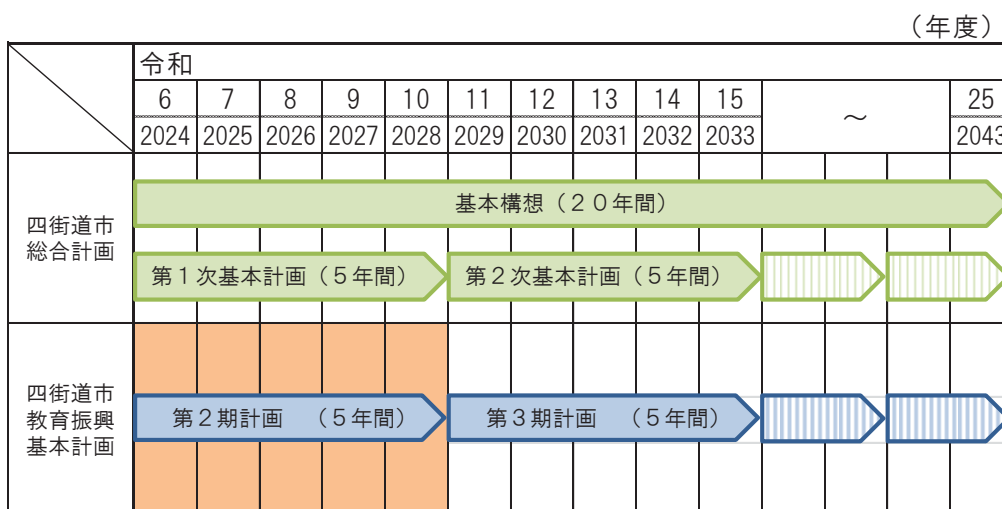 （年度）
令和
6 7 8 9 10 11 12 13 14 15 ～ 25
2024 2025 2026 2027 2028 2029 2030 2031 2032 2033 2043
四街道市
総合計画
基本構想（２０年間）
第１次基本計画（５年間） 第２次基本計画（５年間）
四街道市
教育振興
基本計画
第２期計画　（５年間） 第３期計画　（５年間）